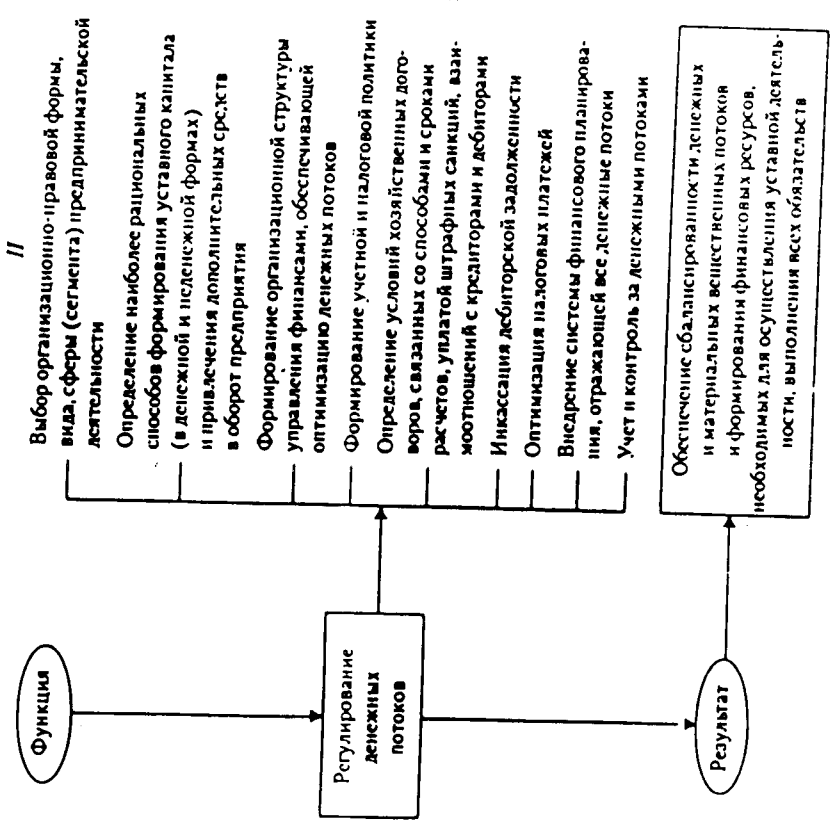 II
Функция
Регулирование
денежных
потоков
Выбор организационно-правовой формы,
вида, сферы (сегмента) предпринимательской
деятельности
Определение наиболее рациональных
способов формирования уставного капитала
(в денежной и неденежной формах)
и привлечения дополнительных средств
в оборот предприятия
Формирование организационной структуры
управления финансами, обеспечивающей
оптимизацию денежных потоков
Формирование учетной и налоговой политики
Определение условий хозяйственных дого-
воров, связанных со способами и сроками
расчетов, уплатой штрафных санкций, взаи-
моотношений с кредиторами и дебиторами
Инкассация дебиторской задолженности
Оптимизация налоговых платежей
Внедрение системы финансового планирова-
ния, отражающей все денежные потоки
Учет и контроль за денежными потоками
Результат
Обеспечение сбалансированности денежных
и материальных вещественных потоков
и формирование финансовых ресурсов,
необходимых для осуществления уставной деятель-
ности, выполнения всех обязательств